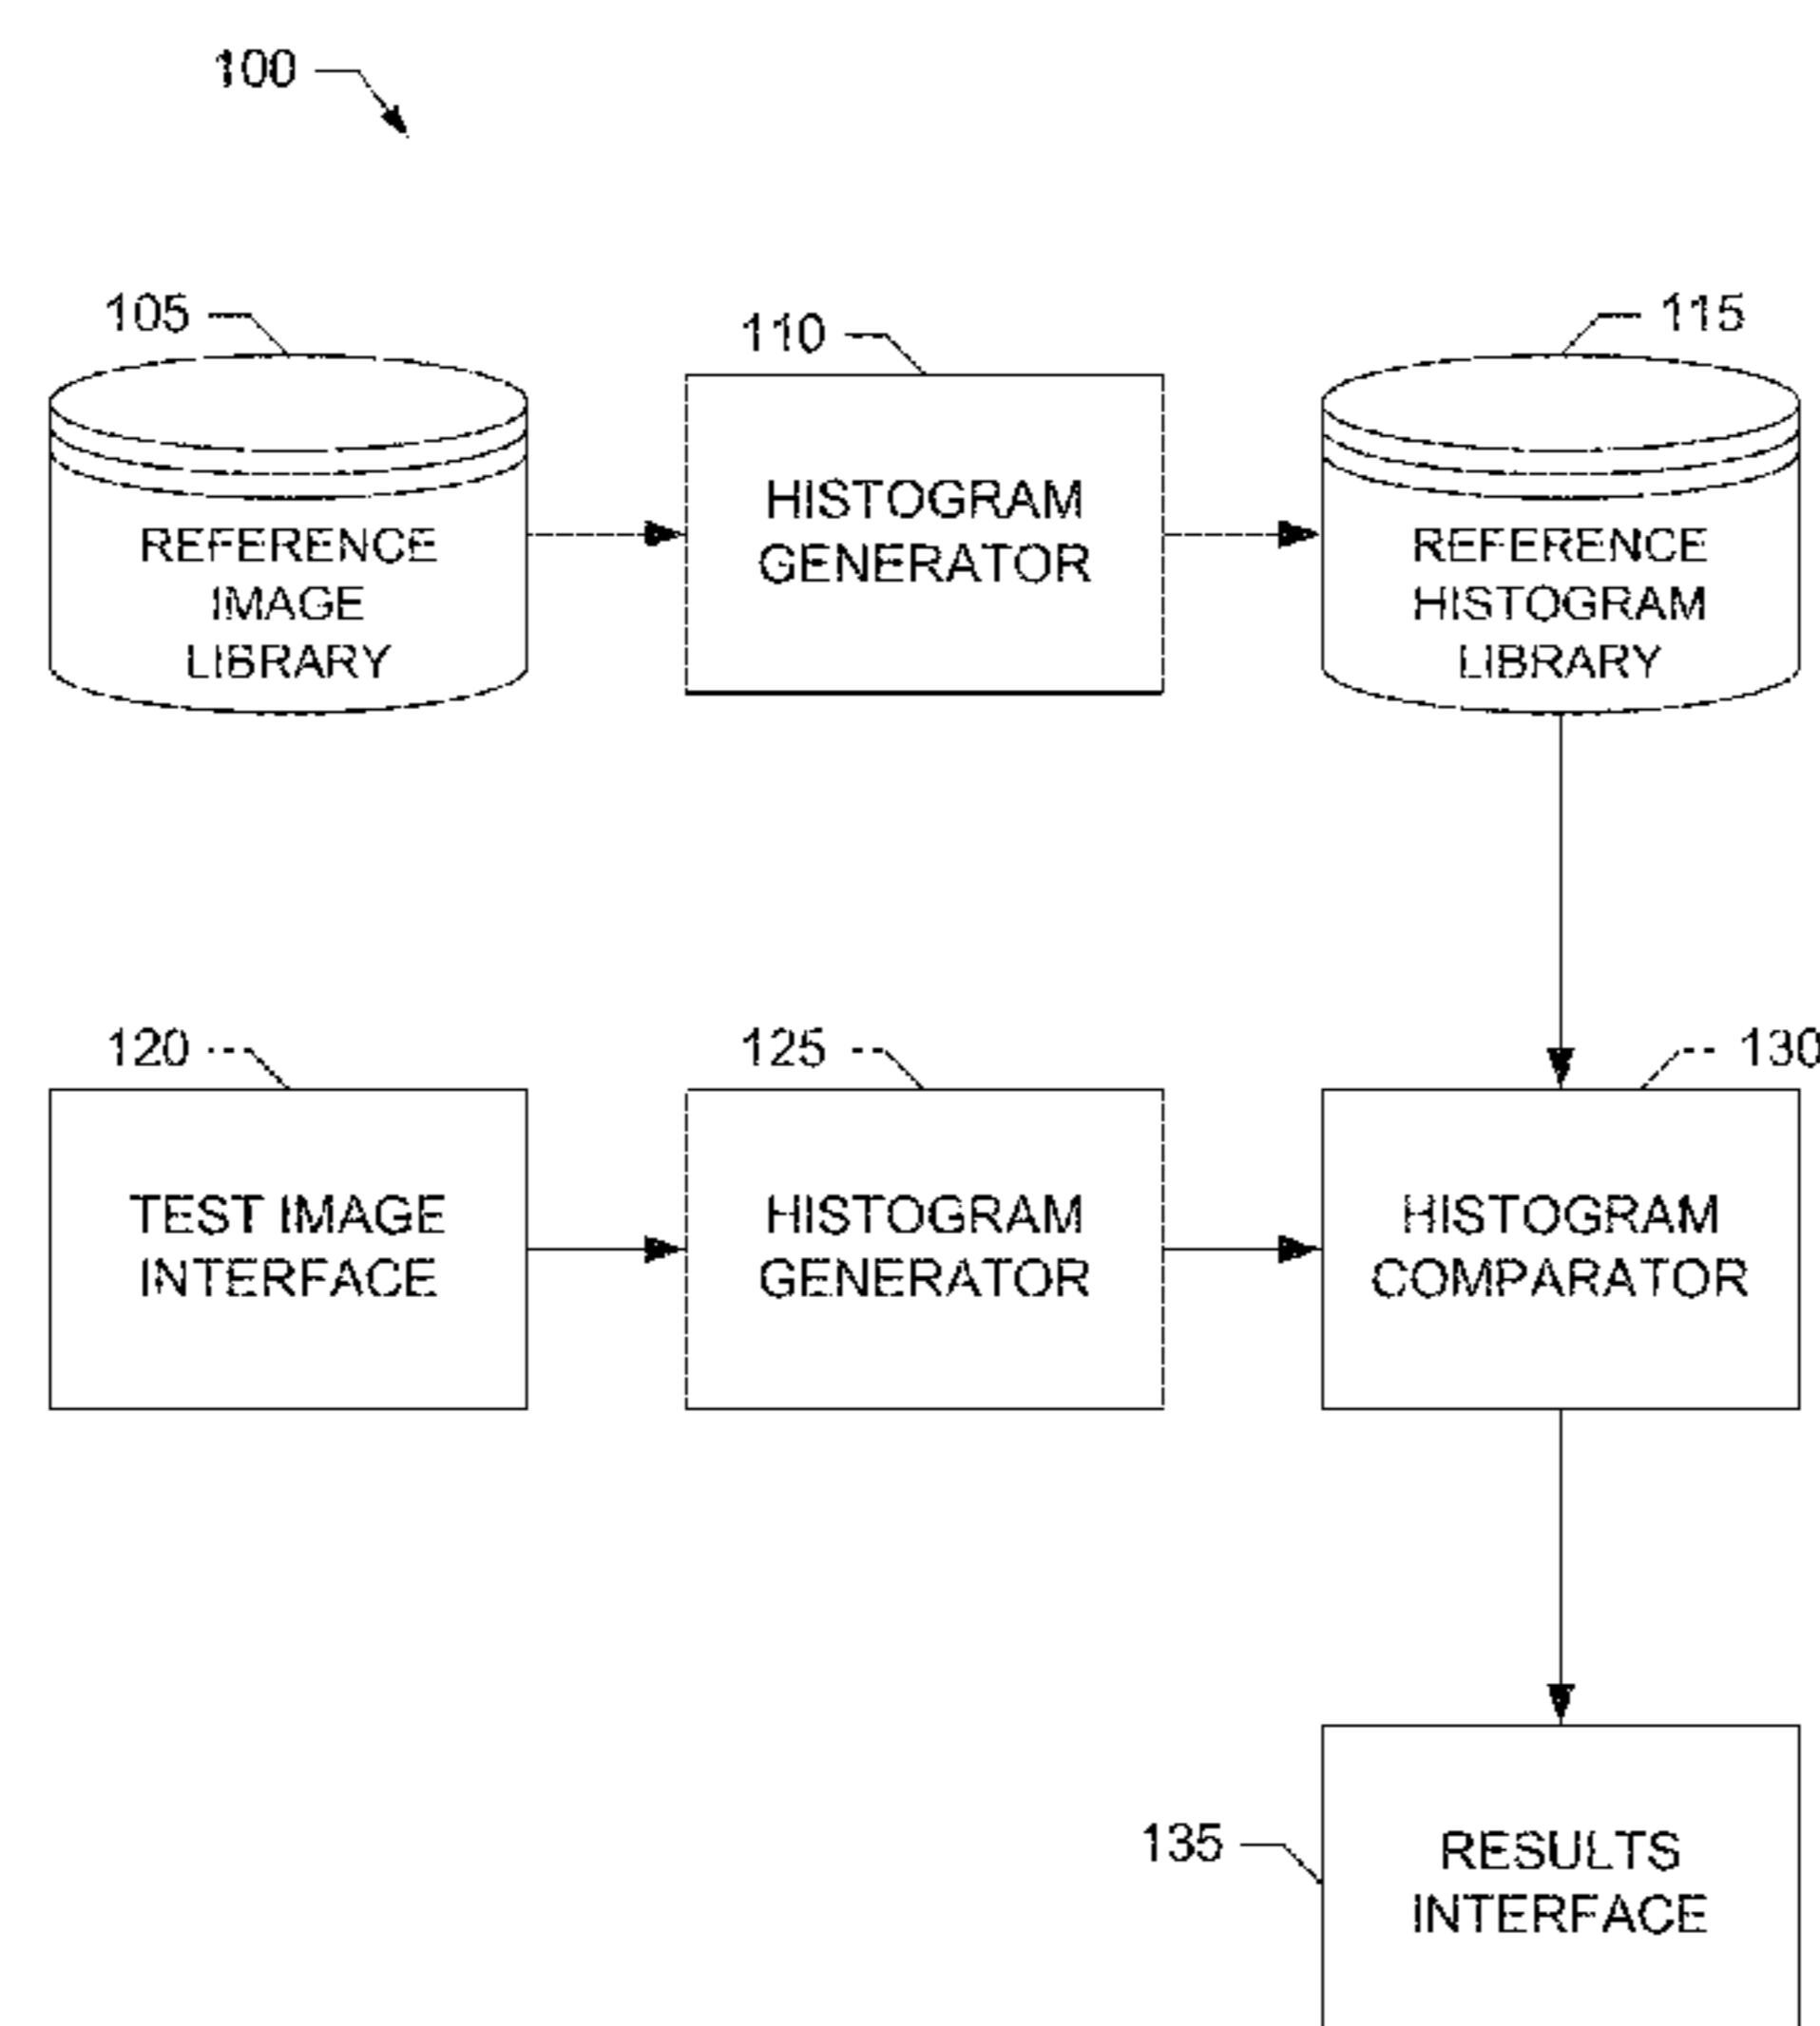 100
105
110
115
REFERENCE
IMAGE
LIBRARY
HISTOGRAM
GENERATOR
REFERENCE
HISTOGRAM
LIBRARY
120
125
130
TEST IMAGE
INTERFACE
HISTOGRAM
GENERATOR
HISTOGRAM
COMPARATOR
135
RESULTS
INTERFACE